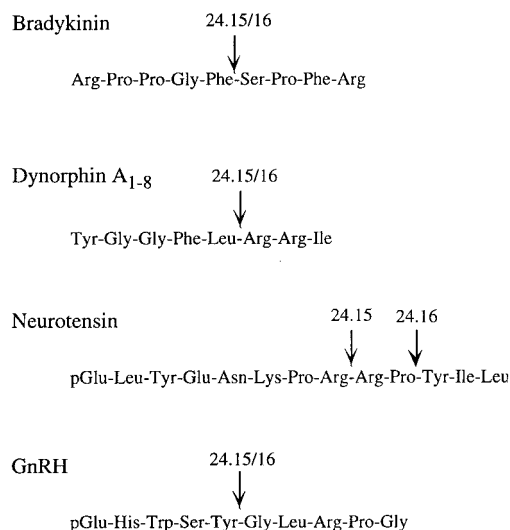 Bradykinin 24.15/16
Arg-Pro-Pro-Gly-Phe-Ser-Pro-Phe-Arg
Dynorphin A1-8 24.15/16
Tyr-Gly-Gly-Phe-Leu-Arg-Arg-Ile
Neurotensin 24.15 24.16
pGlu-Leu-Tyr-Glu-Asn-Lys-Pro-Arg-Arg-Pro-Tyr-Ile-Leu
GnRH 24.15/16
pGlu-His-Trp-Ser-Tyr-Gly-Leu-Arg-Pro-Gly